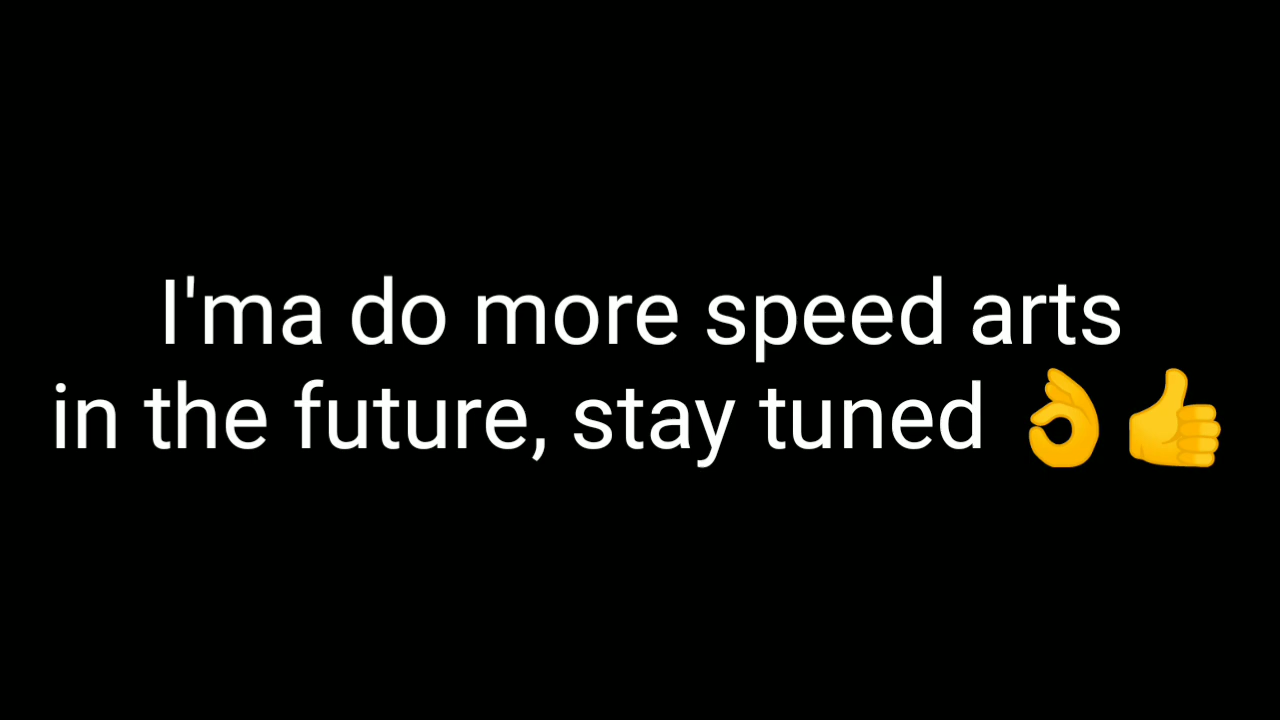 I'ma do more speed arts
in the future, stay tuned 👌👍